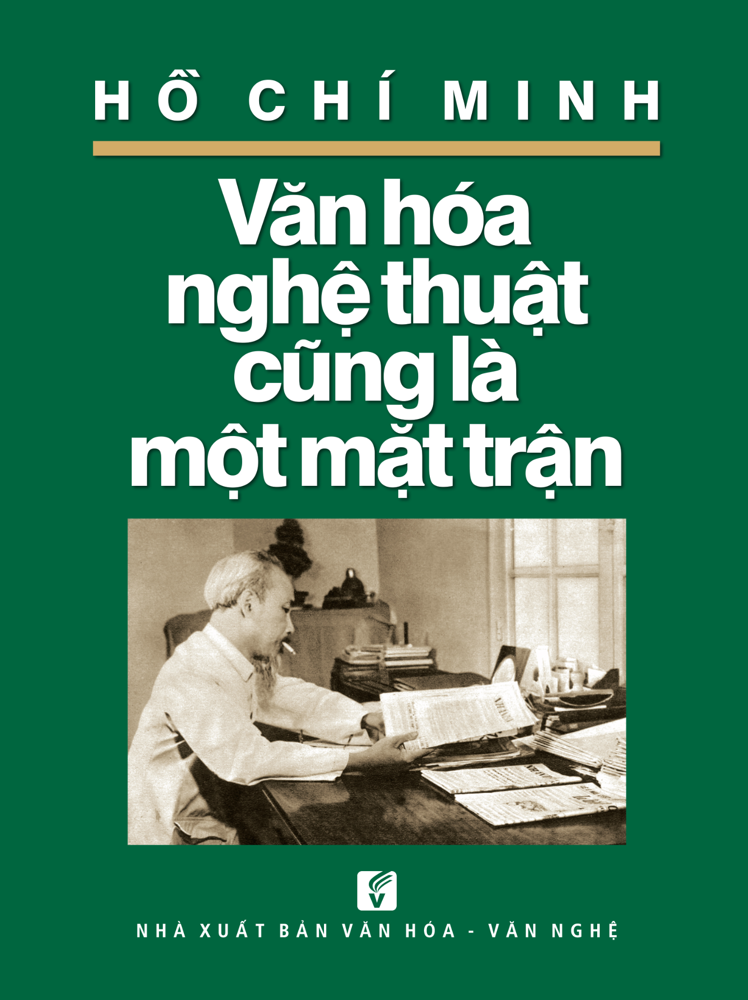 HỒ CHÍ MINH
Văn hóa
nghệ thuật
cũng là
một mặt trận
V
NHÀ XUẤT BẢN VĂN HÓA - VĂN NGHỆ